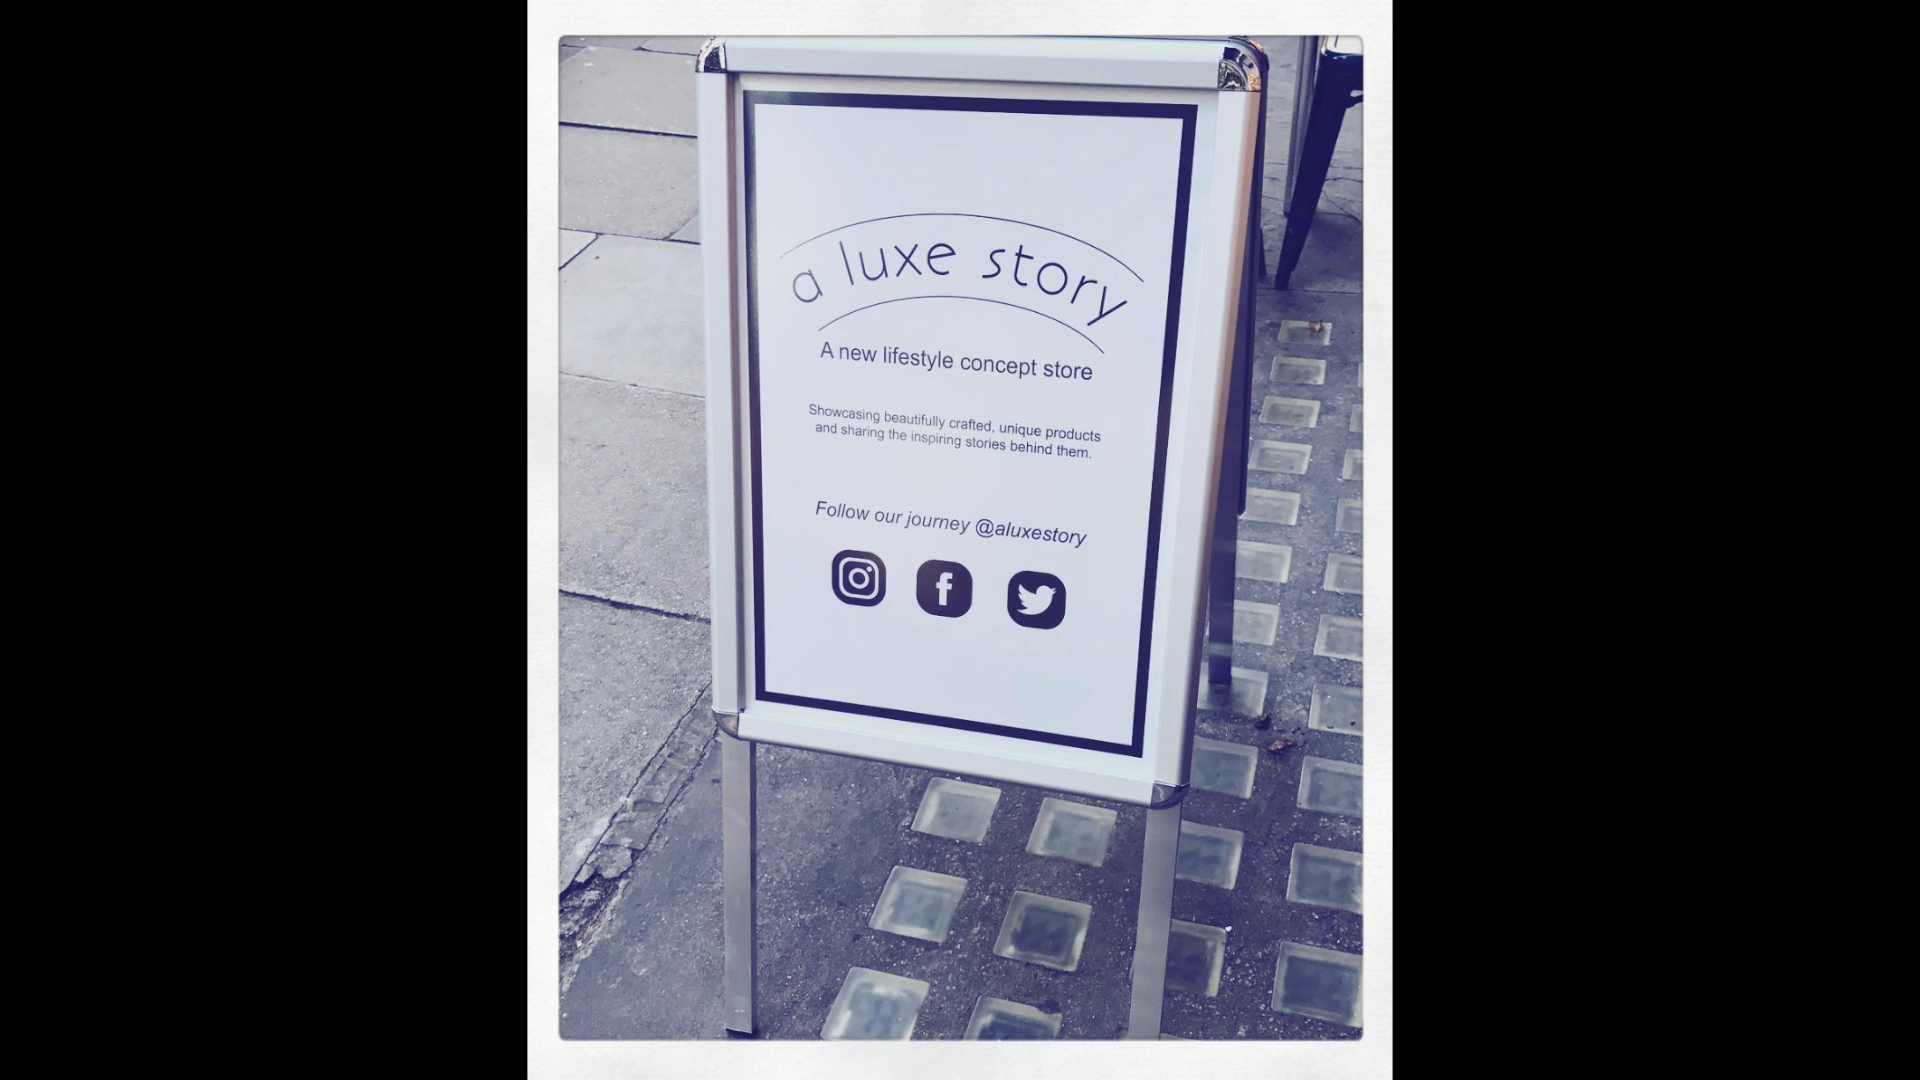 a luxe story
A new lifestyle concept store
Showcasing beautifully crafted, unique products
and sharing the inspiring stories behind them.
Follow our journey @aluxestory